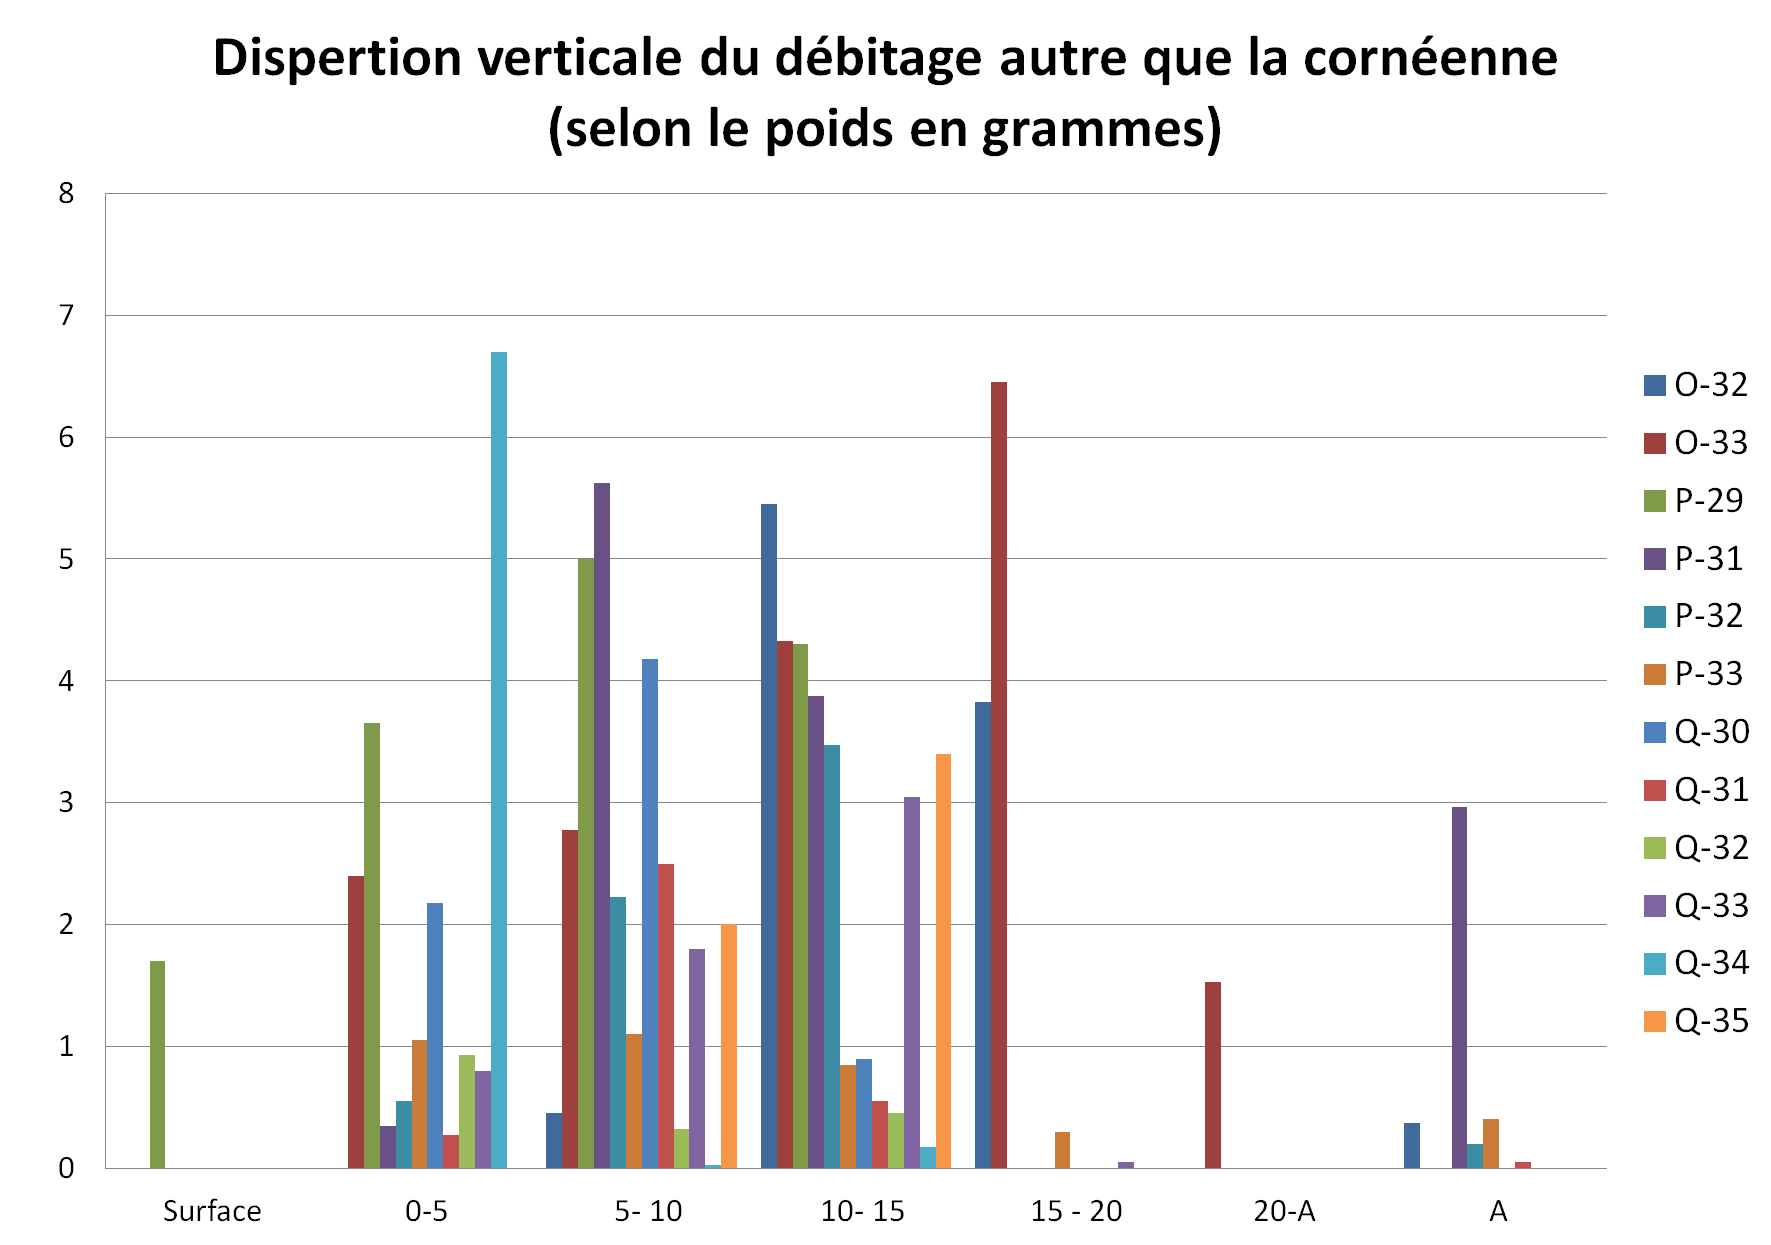 Dispertion verticale du débitage autre que la cornéenne
(selon le poids en grammes)
8
7
6
5
4
3
2
1
0
Surface
0-5
5- 10
10- 15
15 - 20
20-A
A
O-32
O-33
P-29
P-31
P-32
P-33
Q-30
Q-31
Q-32
Q-33
Q-34
Q-35